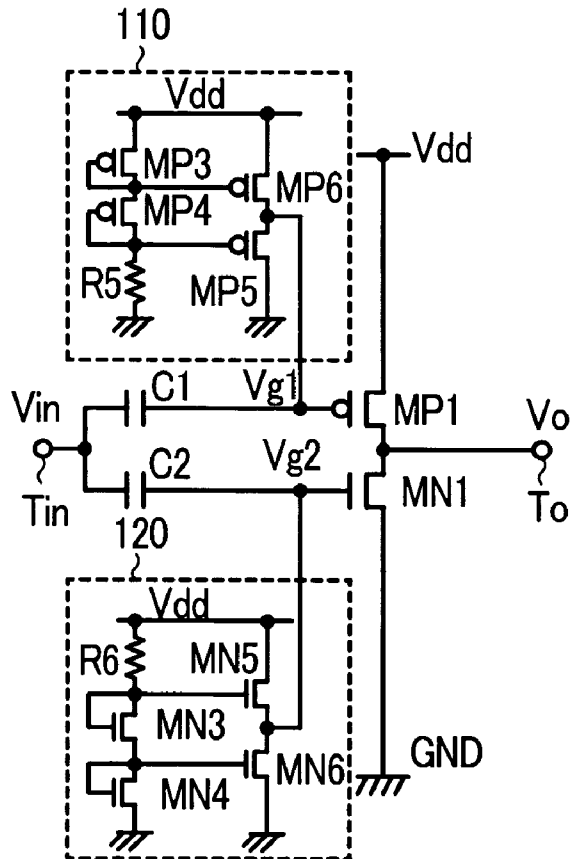 110
Vdd
Vdd
MP3
MP6
MP4
R5
MP5
C1
Vg1
Vin
MP1
Vo
C2
Vg2
MN1
Tin
To
120
Vdd
R6
MN5
MN3
GND
MN6
MN4